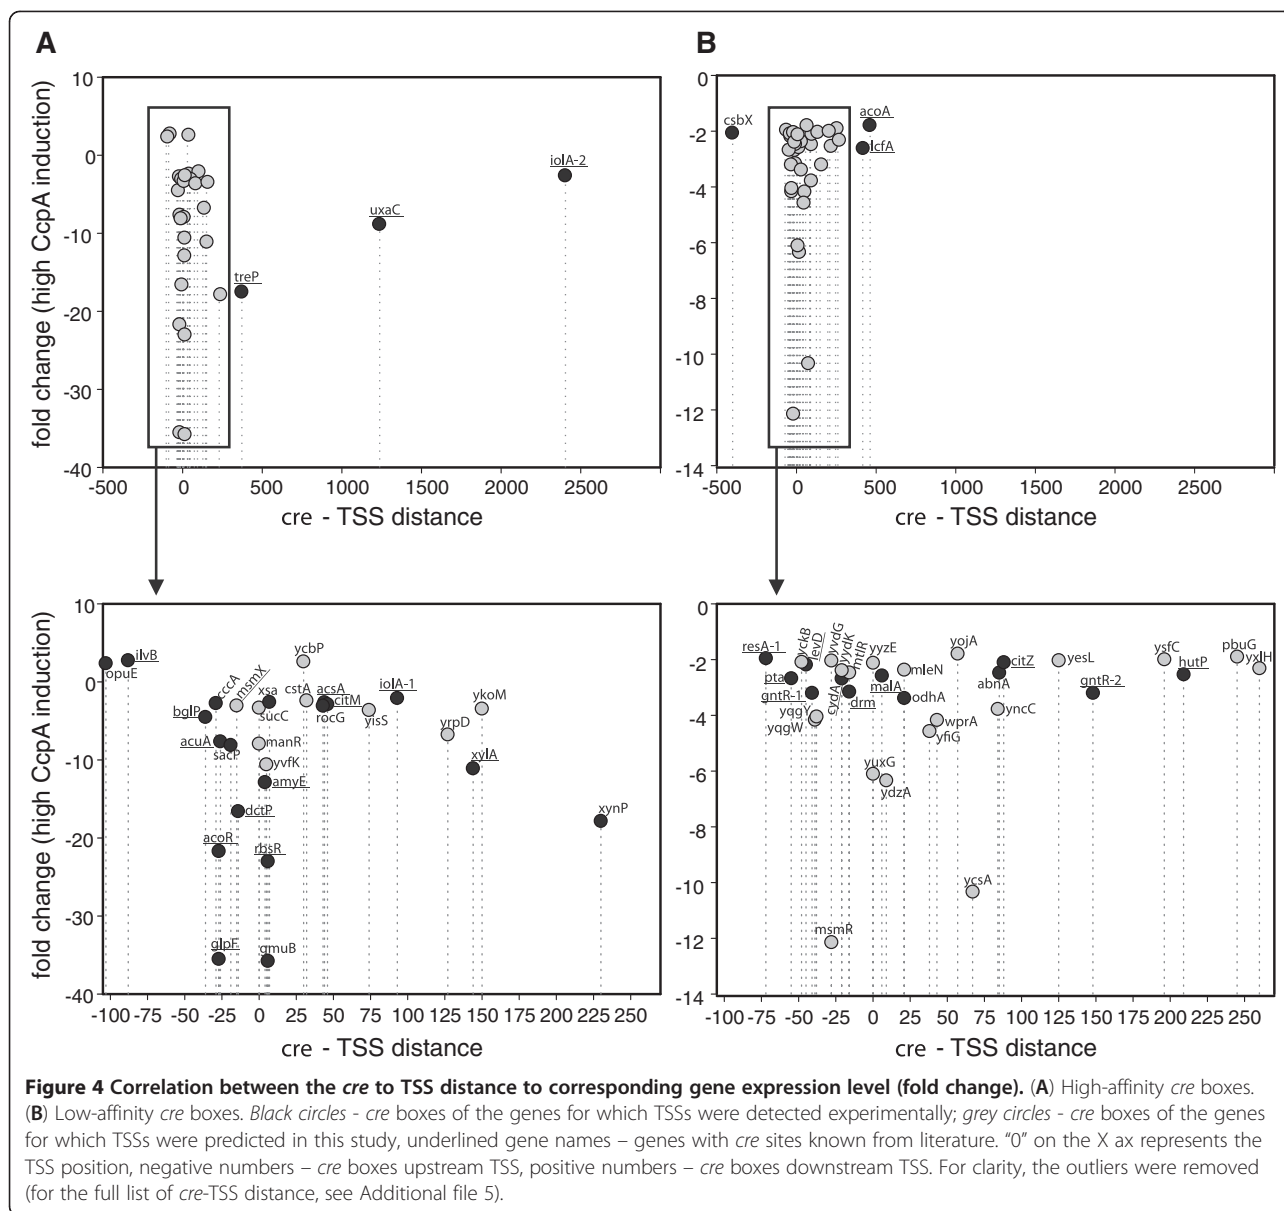 A
B
10
0
-10
-20
-30
-40
fold change (high CcpA induction)
iolA-2
uxaC
treP
-500 0 500 1000 1500 2000 2500
cre - TSS distance
0
-2
-4
-6
-8
-10
-12
-14
csbX
acoA
lcfA
-500 0 500 1000 1500 2000 2500
cre - TSS distance
10
0
-10
-20
-30
-40
fold change (high CcpA induction)
opuE
ilvB
ycbP
cccA
msmX
xsa
cstA
acsA
citM
iolA-1
bglP
sucC
rocG
yisS
ykoM
acuA
sacP
manR
yrpD
yvfK
amyE
xylA
dctP
xynP
acoR
rbsR
glpF
gmuB
-100 -75 -50 -25 0 25 50 75 100 125 150 175 200 225 250
cre - TSS distance
0
-2
-4
-6
-8
-10
-12
-14
resA-1
yckB
levD
yvdG
yydK
mtlR
yyzE
yojA
citZ
yesL
ysfC
pbuG
yxlH
pta
cydA
malA
mleN
abnA
hutP
gntR-1
drm
odhA
gntR-2
yqgY
yqgW
wprA
yncC
yfiG
yuxG
ydzA
ycsA
msmR
-100 -75 -50 -25 0 25 50 75 100 125 150 175 200 225 250
cre - TSS distance
Figure 4 Correlation between the cre to TSS distance to corresponding gene expression level (fold change). (A) High-affinity cre boxes.
(B) Low-affinity cre boxes. Black circles - cre boxes of the genes for which TSSs were detected experimentally; grey circles - cre boxes of the genes
for which TSSs were predicted in this study, underlined gene names – genes with cre sites known from literature. “0” on the X ax represents the
TSS position, negative numbers – cre boxes upstream TSS, positive numbers – cre boxes downstream TSS. For clarity, the outliers were removed
(for the full list of cre-TSS distance, see Additional file 5).